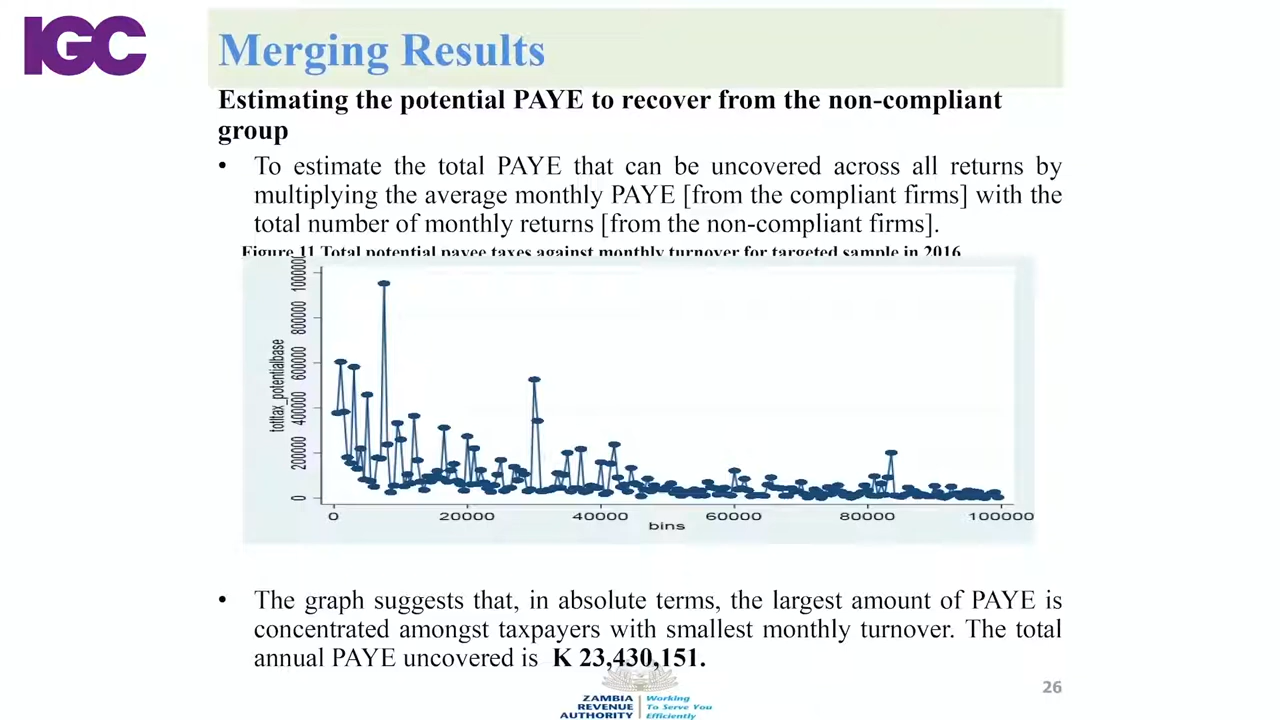 IGC
Merging Results
Estimating the potential PAYE to recover from the non-compliant
group
• To estimate the total PAYE that can be uncovered across all returns by
multiplying the average monthly PAYE [from the compliant firms] with the
total number of monthly returns [from the non-compliant firms].
Figure 11 Total potential payee taxes against monthly turnover for targeted sample in 2016
tottax_potentialbase
1000000
800000
600000
400000
200000
0
0 20000 40000 60000 80000 100000
bins
• The graph suggests that, in absolute terms, the largest amount of PAYE is
concentrated amongst taxpayers with smallest monthly turnover. The total
annual PAYE uncovered is K 23,430,151.
26
ZAMBIA
REVENUE
AUTHORITY
Working
To Serve You
Efficiently